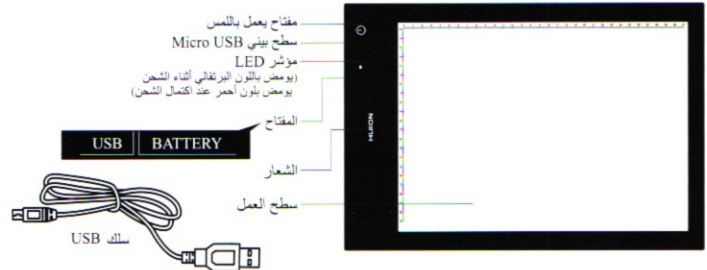 مفتاح يعمل باللمس
سطح بيني Micro USB
مؤشر LED
(يومض باللون البرتقالي أثناء الشحن
يومض بلون أحمر عند اكتمال الشحن)
المفتاح
USB BATTERY
الشعار
سطح العمل
سلك USB
HUION